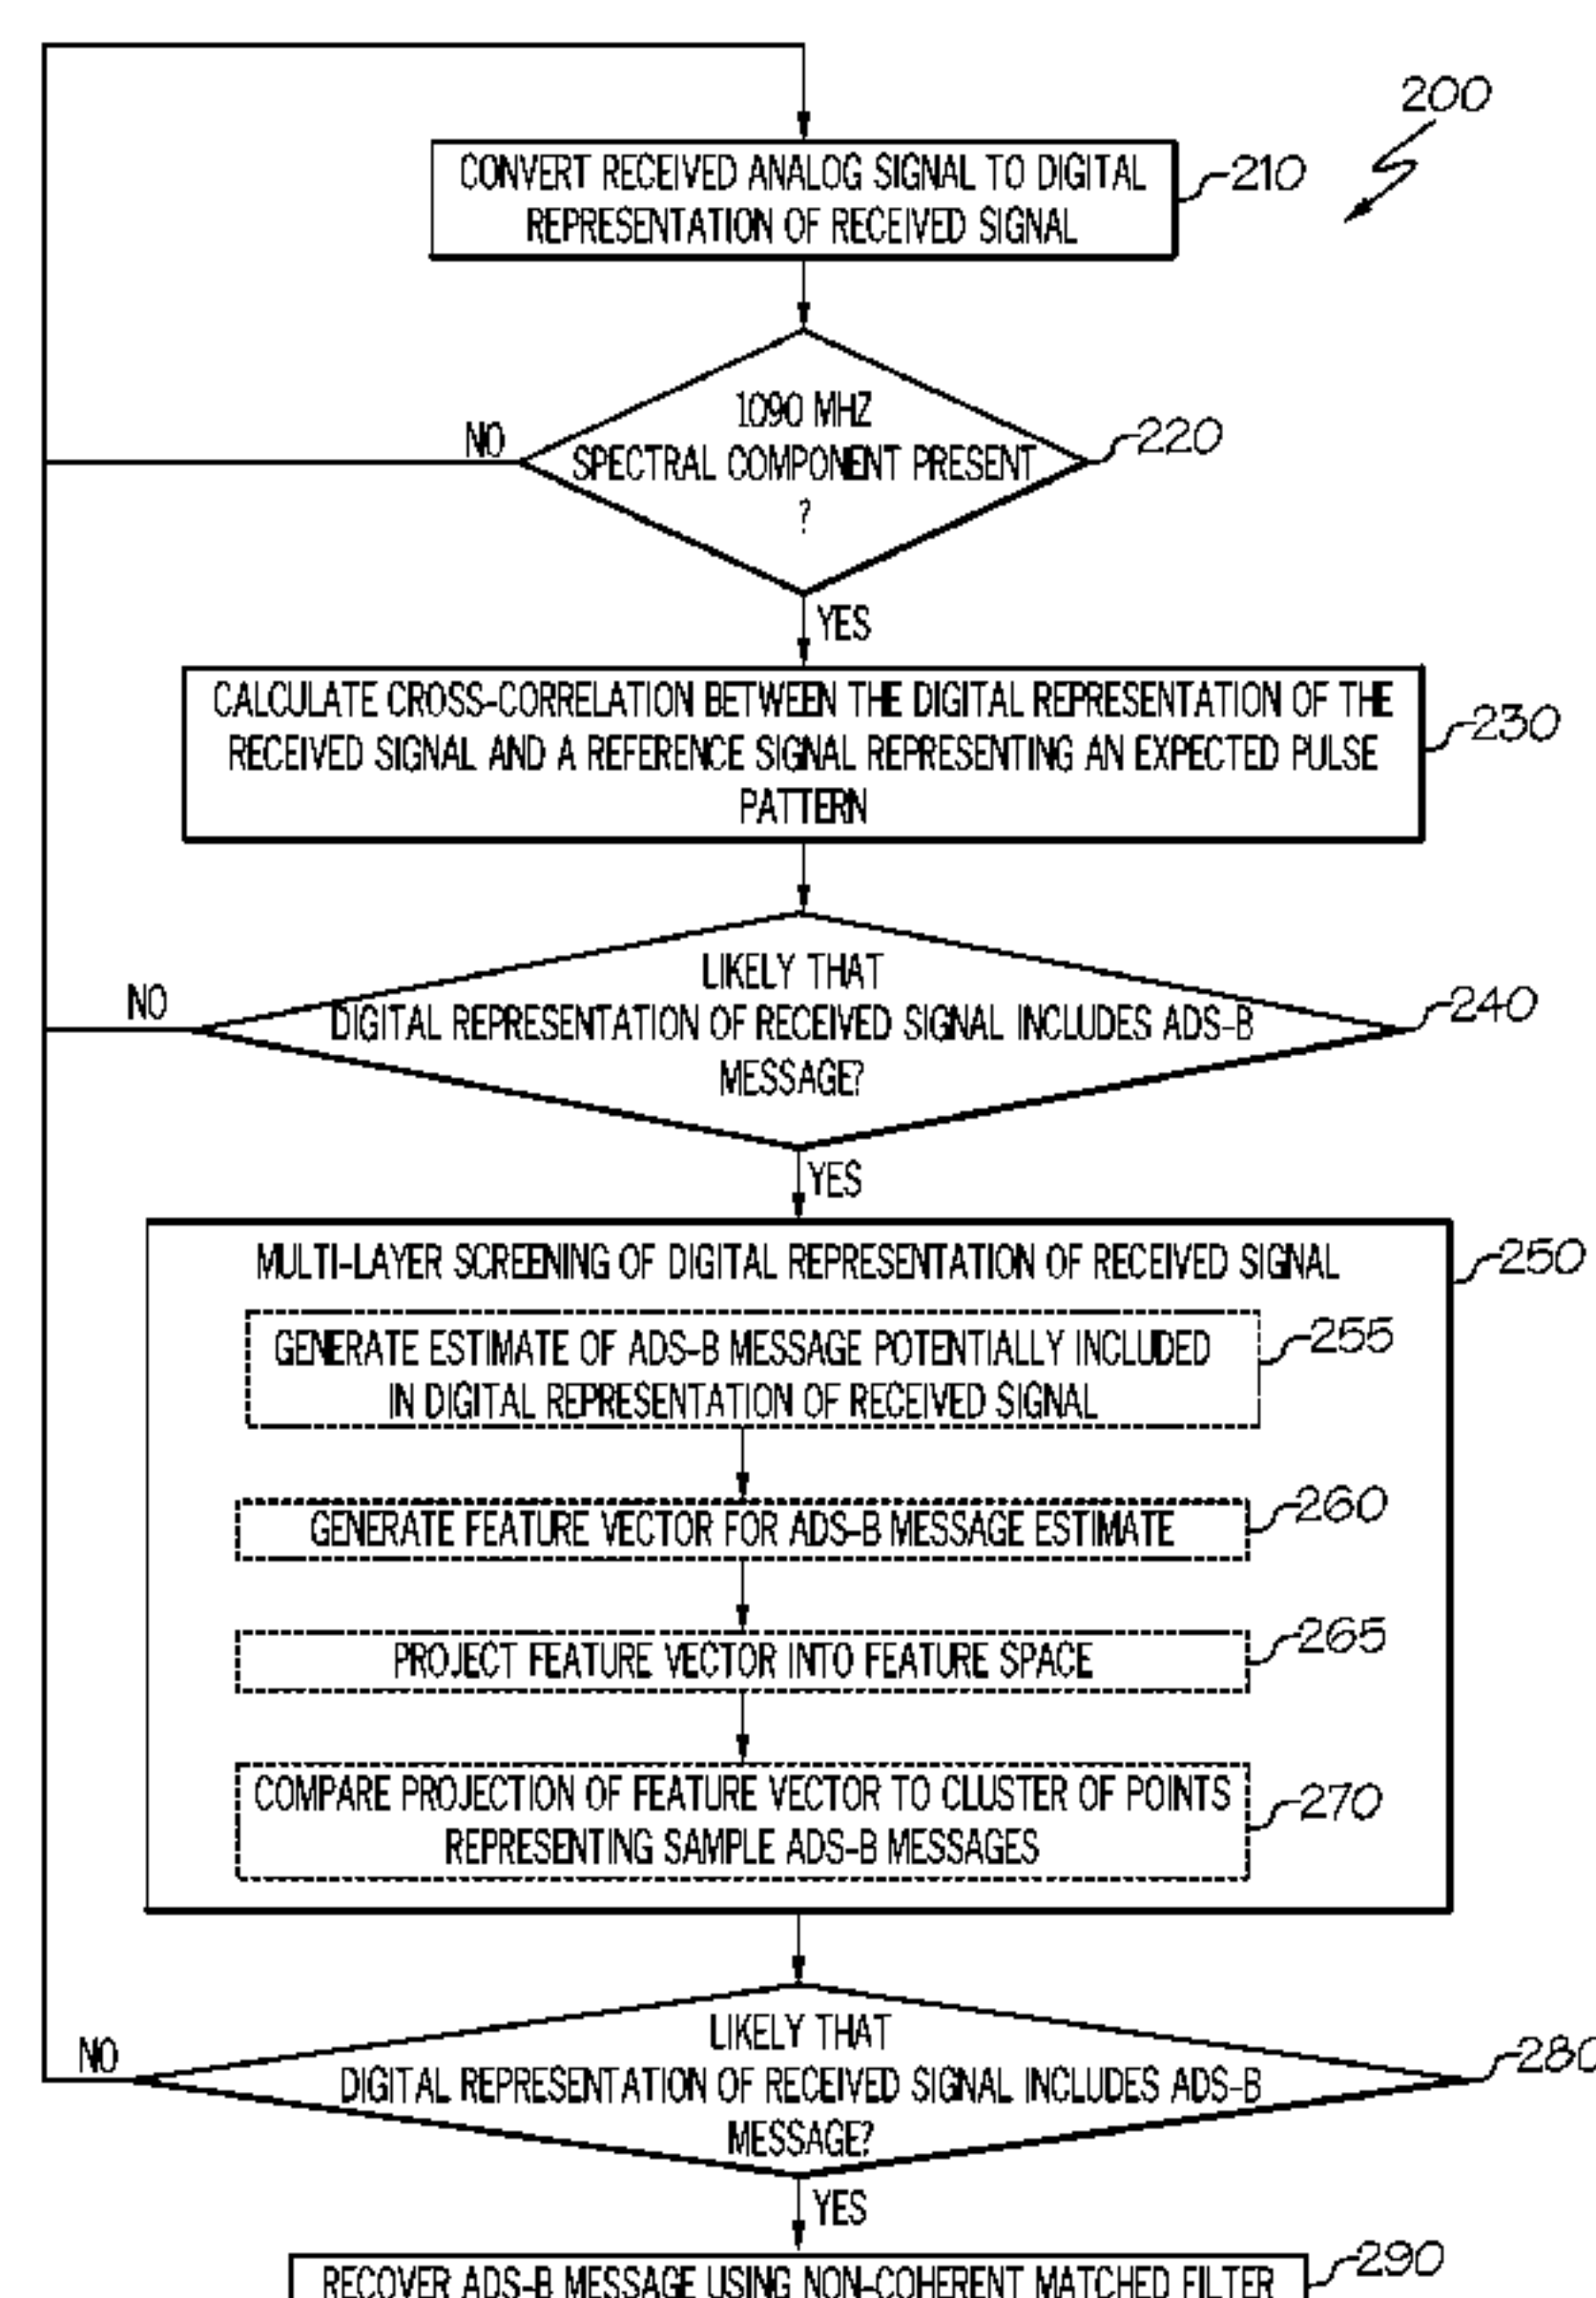 200
CONVERT RECEIVED ANALOG SIGNAL TO DIGITAL
REPRESENTATION OF RECEIVED SIGNAL
210
1090 MHZ
SPECTRAL COMPONENT PRESENT
?
220
NO
YES
CALCULATE CROSS-CORRELATION BETWEEN THE DIGITAL REPRESENTATION OF THE
RECEIVED SIGNAL AND A REFERENCE SIGNAL REPRESENTING AN EXPECTED PULSE
PATTERN
230
LIKELY THAT
DIGITAL REPRESENTATION OF RECEIVED SIGNAL INCLUDES ADS-B
MESSAGE?
240
NO
YES
MULTI-LAYER SCREENING OF DIGITAL REPRESENTATION OF RECEIVED SIGNAL
250
GENERATE ESTIMATE OF ADS-B MESSAGE POTENTIALLY INCLUDED
IN DIGITAL REPRESENTATION OF RECEIVED SIGNAL
255
GENERATE FEATURE VECTOR FOR ADS-B MESSAGE ESTIMATE
260
PROJECT FEATURE VECTOR INTO FEATURE SPACE
265
COMPARE PROJECTION OF FEATURE VECTOR TO CLUSTER OF POINTS
REPRESENTING SAMPLE ADS-B MESSAGES
270
LIKELY THAT
DIGITAL REPRESENTATION OF RECEIVED SIGNAL INCLUDES ADS-B
MESSAGE?
280
NO
YES
RECOVER ADS-B MESSAGE USING NON-COHERENT MATCHED FILTER
290